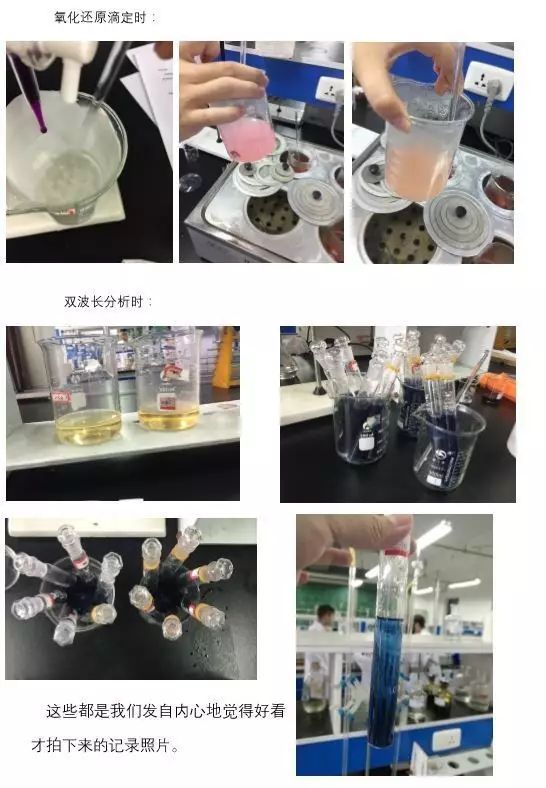 氧化还原滴定时：
双波长分析时：
这些都是我们发自内心地觉得好看
才拍下来的记录照片。